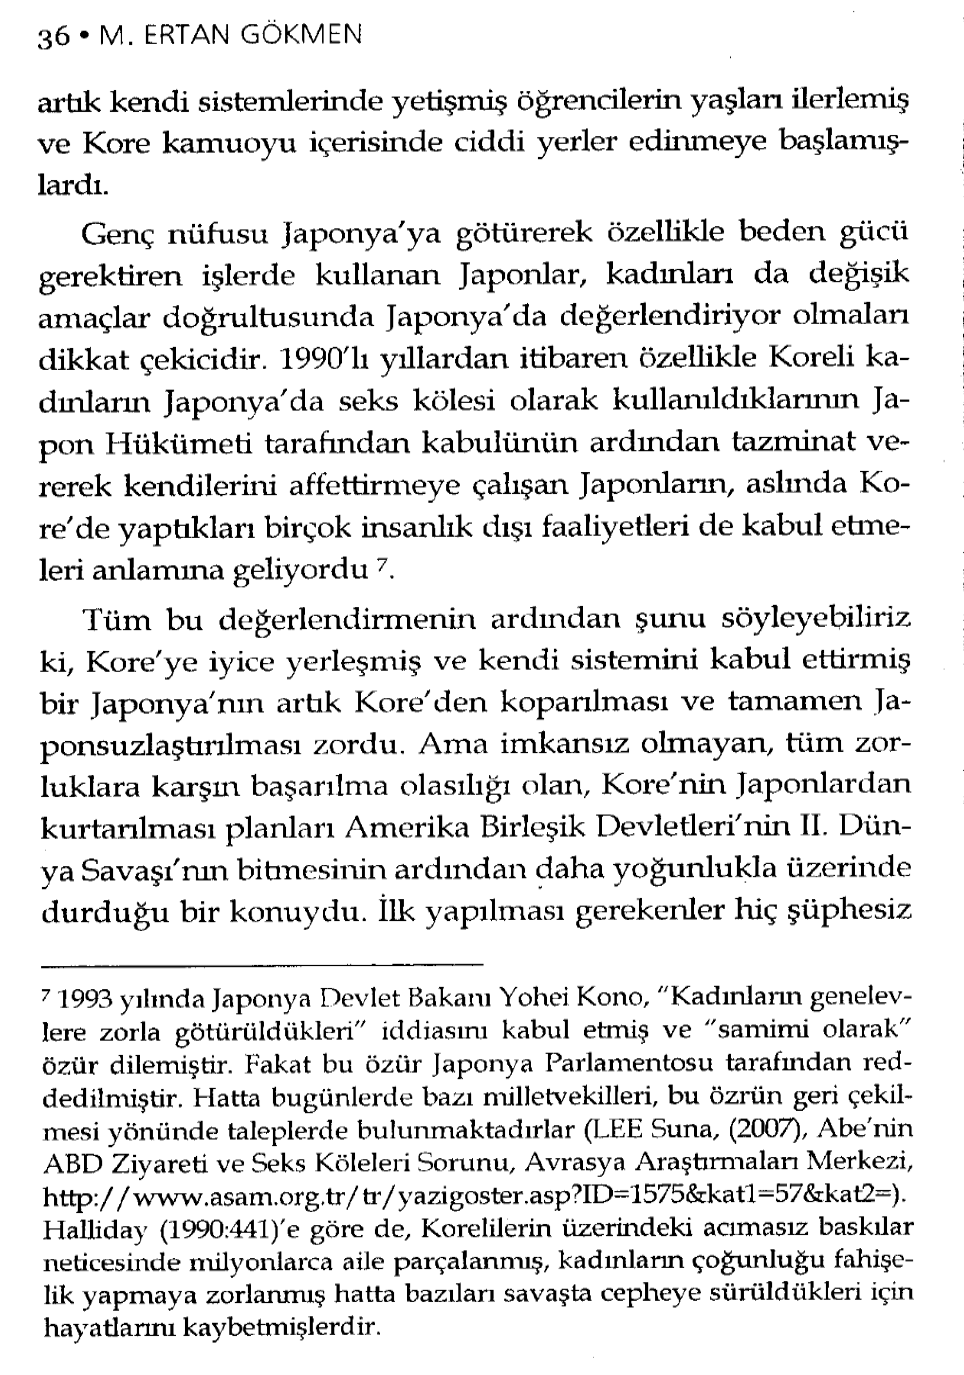 36 • M. ERTAN GÖKMEN
artık kendi sistemlerinde yetişmiş öğrencilerin yaşları ilerlemiş
ve Kore kamuoyu içerisinde ciddi yerler edinmeye başlamış-
lardı.
Genç nüfusu Japonya'ya götürerek özellikle beden gücü
gerektiren işlerde kullanan Japonlar, kadınları da değişik
amaçlar doğrultusunda Japonya'da değerlendiriyor olmaları
dikkat çekicidir. 1990'lı yıllardan itibaren özellikle Koreli ka-
dınların Japonya'da seks kölesi olarak kullanıldıklarının Ja-
pon Hükümeti tarafından kabulünün ardından tazminat ve-
rerek kendilerini affettirmeye çalışan Japonların, aslında Ko-
re'de yaptıkları birçok insanlık dışı faaliyetleri de kabul etme-
leri anlamına geliyordu ⁷.
Tüm bu değerlendirmenin ardından şunu söyleyebiliriz
ki, Kore'ye iyice yerleşmiş ve kendi sistemini kabul ettirmiş
bir Japonya'nın artık Kore'den koparılması ve tamamen Ja-
ponsuzlaştırılması zordu. Ama imkansız olmayan, tüm zor-
luklara karşın başarılma olasılığı olan, Kore'nin Japonlardan
kurtarılması planları Amerika Birleşik Devletleri'nin II. Dün-
ya Savaşı'nın bitmesinin ardından daha yoğunlukla üzerinde
durduğu bir konuydu. İlk yapılması gerekenler hiç şüphesiz
⁷ 1993 yılında Japonya Devlet Bakanı Yohei Kono, "Kadınların genelev-
lere zorla götürüldükleri" iddiasını kabul etmiş ve "samimi olarak"
özür dilemiştir. Fakat bu özür Japonya Parlamentosu tarafından red-
dedilmiştir. Hatta bugünlerde bazı milletvekilleri, bu özrün geri çekil-
mesi yönünde taleplerde bulunmaktadırlar (LEE Suna, (2007), Abe'nin
ABD Ziyareti ve Seks Köleleri Sorunu, Avrasya Araştırmaları Merkezi,
http://www.asam.org.tr/tr/yazigoster.asp?ID=1575&kat1=57&kat2=).
Halliday (1990:441)'e göre de, Korelilerin üzerindeki acımasız baskılar
neticesinde milyonlarca aile parçalanmış, kadınların çoğunluğu fahişe-
lik yapmaya zorlanmış hatta bazıları savaşta cepheye sürüldükleri için
hayatlarını kaybetmişlerdir.